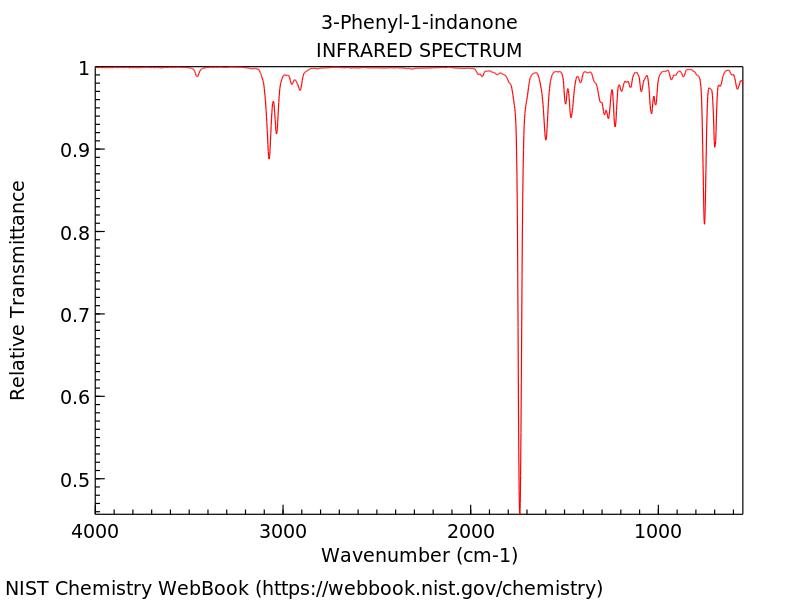 3-Phenyl-1-indanone
INFRARED SPECTRUM
1
0.9
0.8
0.7
0.6
0.5
Relative Transmittance
4000 3000 2000 1000
Wavenumber (cm-1)
NIST Chemistry WebBook (https://webbook.nist.gov/chemistry)